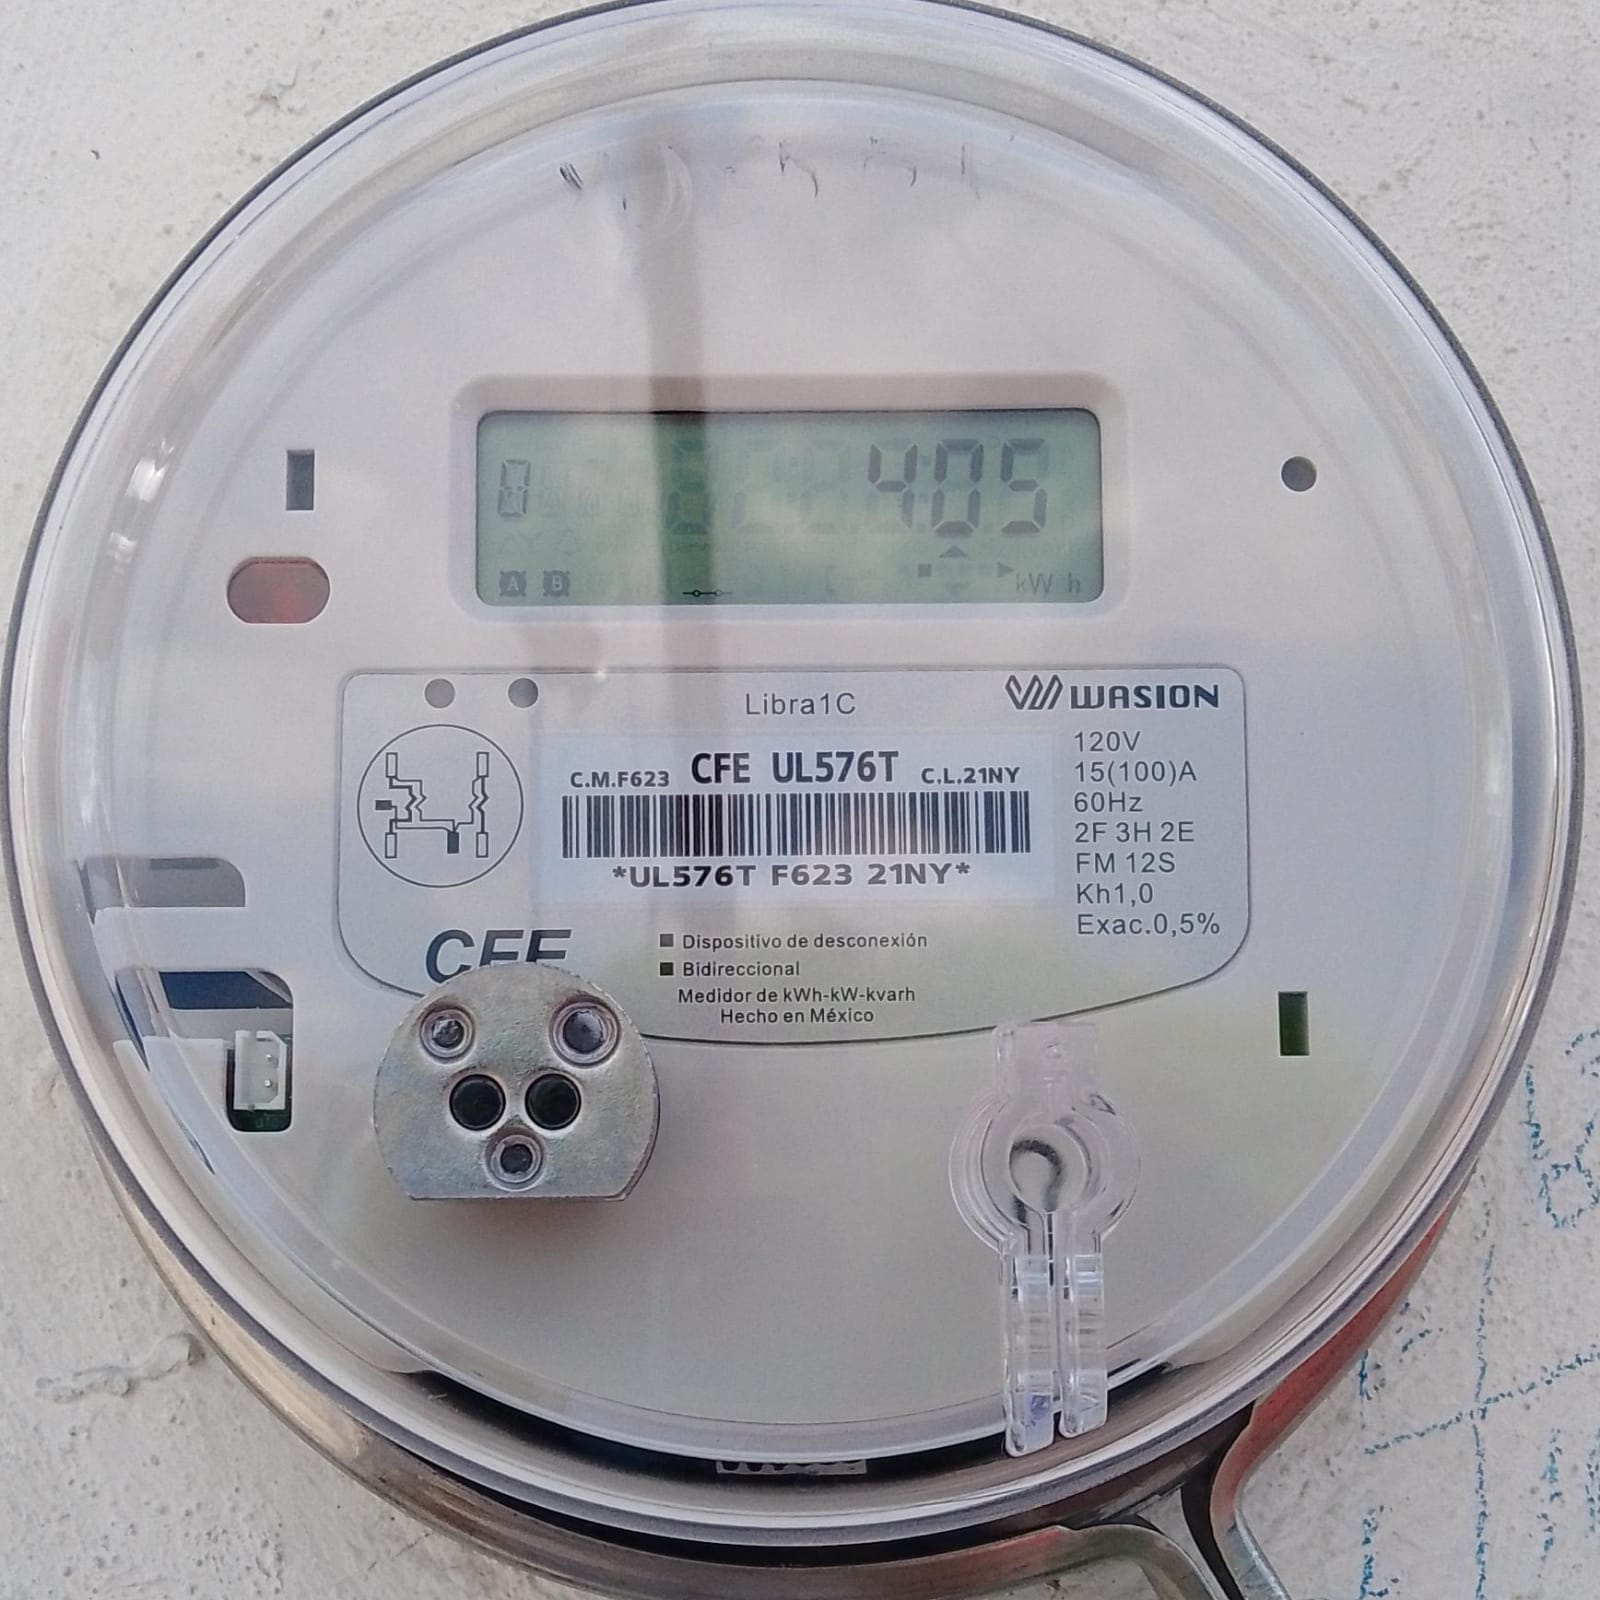 405
A B
kW h
Libra1C
WASION
C.M.F623 CFE UL576T C.L.21NY
*UL576T F623 21NY*
120V
15(100)A
60Hz
2F 3H 2E
FM 12S
Kh1,0
Exac.0,5%
CFE
Dispositivo de desconexión
Bidireccional
Medidor de kWh-kW-kvarh
Hecho en México